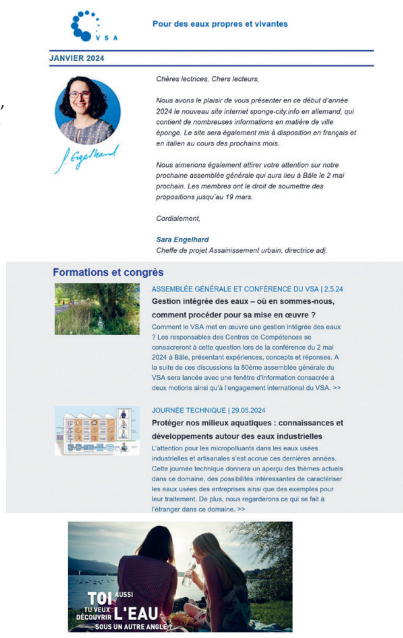 VSA
Pour des eaux propres et vivantes
JANVIER 2024
Chères lectrices, Chers lecteurs,
Nous avons le plaisir de vous présenter en ce début d'année
2024 le nouveau site internet sponge-city.info en allemand, qui
contient de nombreuses informations en matière de ville
éponge. Le site sera également mis à disposition en français et
en italien au cours des prochains mois.
Nous aimerions également attirer votre attention sur notre
prochaine assemblée générale qui aura lieu à Bâle le 2 mai
prochain. Les membres ont le droit de soumettre des
propositions jusqu'au 19 mars.
Cordialement,
S. Engelhard
Sara Engelhard
Cheffe de projet Assainissement urbain, directrice adj.
Formations et congrès
ASSEMBLÉE GÉNÉRALE ET CONFÉRENCE DU VSA | 2.5.24
Gestion intégrée des eaux – où en sommes-nous,
comment procéder pour sa mise en œuvre ?
Comment le VSA met en œuvre une gestion intégrée des eaux
? Les responsables des Centres de Compétences se
consacreront à cette question lors de la conférence du 2 mai
2024 à Bâle, présentant expériences, concepts et réponses. A
la suite de ces discussions la 80ème assemblée générale du
VSA sera lancée avec une fenêtre d'information consacrée à
deux motions ainsi qu'à l'engagement international du VSA. >>
JOURNÉE TECHNIQUE | 29.05.2024
Protéger nos milieux aquatiques : connaissances et
développements autour des eaux industrielles
L'attention pour les micropolluants dans les eaux usées
industrielles et artisanales s'est accrue ces dernières années.
Cette journée technique donnera un aperçu des thèmes actuels
dans ce domaine, des possibilités intéressantes de caractériser
les eaux usées des entreprises ainsi que des exemples pour
leur traitement. De plus, nous regarderons ce qui se fait à
l'étranger dans ce domaine. >>
TOI AUSSI
TU VEUX
DÉCOUVRIR L'EAU
SOUS UN AUTRE ANGLE ?